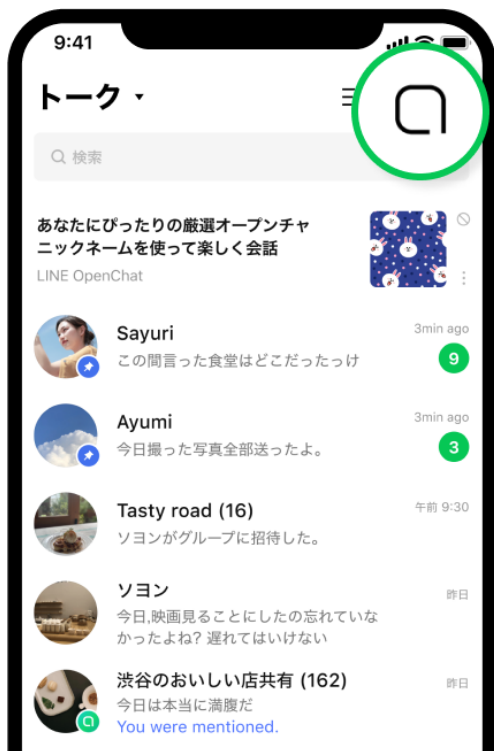 9:41
トーク
検索
あなたにぴったりの厳選オープンチャ
ニックネームを使って楽しく会話
LINE OpenChat
Sayuri
3min ago
この間言った食堂はどこだったっけ
9
Ayumi
3min ago
今日撮った写真全部送ったよ。
3
Tasty road (16)
午前 9:30
ソヨンがグループに招待した。
ソヨン
昨日
今日,映画見ることにしたの忘れていな
かったよね? 遅れてはいけない
渋谷のおいしい店共有 (162)
昨日
今日は本当に満腹だ
You were mentioned.